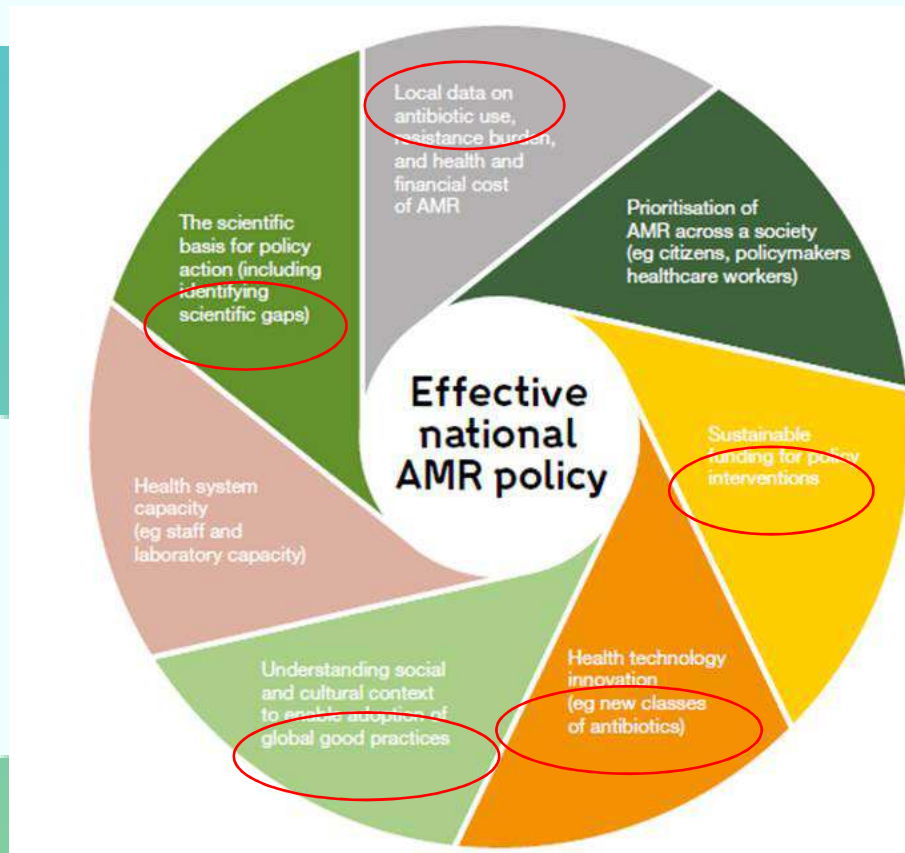 Local data on
antibiotic use,
resistance burden,
and health and
financial cost
of AMR
Prioritisation of
AMR across a society
(eg citizens, policymakers
healthcare workers)
Sustainable
funding for policy
interventions
Health technology
innovation
(eg new classes
of antibiotics)
Understanding social
and cultural context
to enable adoption of
global good practices
Health system
capacity
(eg staff and
laboratory capacity)
The scientific
basis for policy
action (including
identifying
scientific gaps)
Effective
national
AMR policy